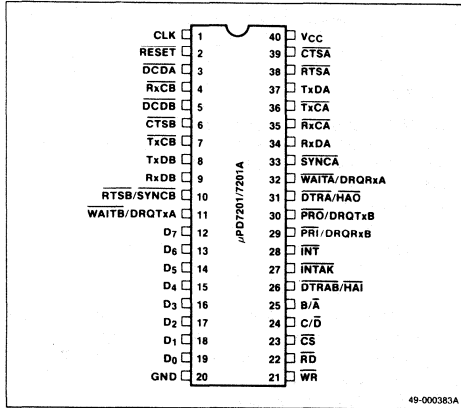 CLK 1 40 VCC
RESET 2 39 CTSA
DCDA 3 38 RTSA
RxCB 4 37 TxDA
DCDB 5 36 TxCA
CTSB 6 35 RxCA
TxCB 7 34 RxDA
TxDB 8 33 SYNCA
RxDB 9 32 WAITA/DRQRxA
RTSB/SYNCB 10 31 DTRA/HAO
WAITB/DRQTxA 11 30 PRO/DRQTxB
D7 12 29 PRI/DRQRxB
D6 13 28 INT
D5 14 27 INTAK
D4 15 26 DTRAB/HAI
D3 16 25 B/A
D2 17 24 C/D
D1 18 23 CS
D0 19 22 RD
GND 20 21 WR
μPD7201/7201A
49-000383A